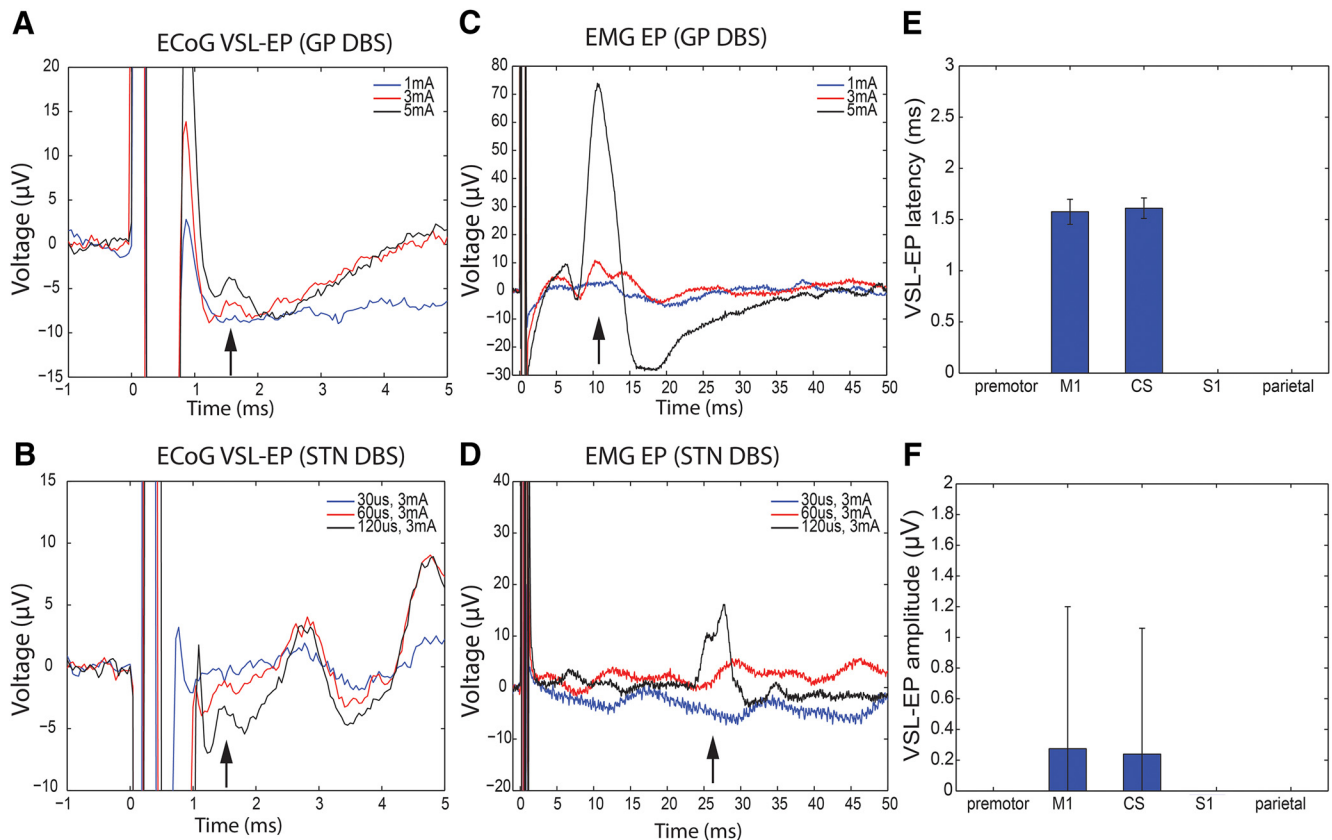 A
ECoG VSL-EP (GP DBS)
Voltage (µV)
20
15
10
5
0
−5
−10
−15
−1
0
1
2
3
4
5
Time (ms)
1mA
3mA
5mA
C
EMG EP (GP DBS)
Voltage (µV)
80
70
60
50
40
30
20
10
0
−10
−20
−30
0
5
10
15
20
25
30
35
40
45
50
Time (ms)
1mA
3mA
5mA
E
VSL-EP latency (ms)
3
2.5
2
1.5
1
0.5
0
premotor
M1
CS
S1
parietal
B
ECoG VSL-EP (STN DBS)
Voltage (µV)
15
10
5
0
−5
−10
−1
0
1
2
3
4
5
Time (ms)
30us, 3mA
60us, 3mA
120us, 3mA
D
EMG EP (STN DBS)
Voltage (µV)
40
30
20
10
0
−10
−20
0
5
10
15
20
25
30
35
40
45
50
Time (ms)
30us, 3mA
60us, 3mA
120us, 3mA
F
VSL-EP amplitude (µV)
2
1.8
1.6
1.4
1.2
1
0.8
0.6
0.4
0.2
0
premotor
M1
CS
S1
parietal